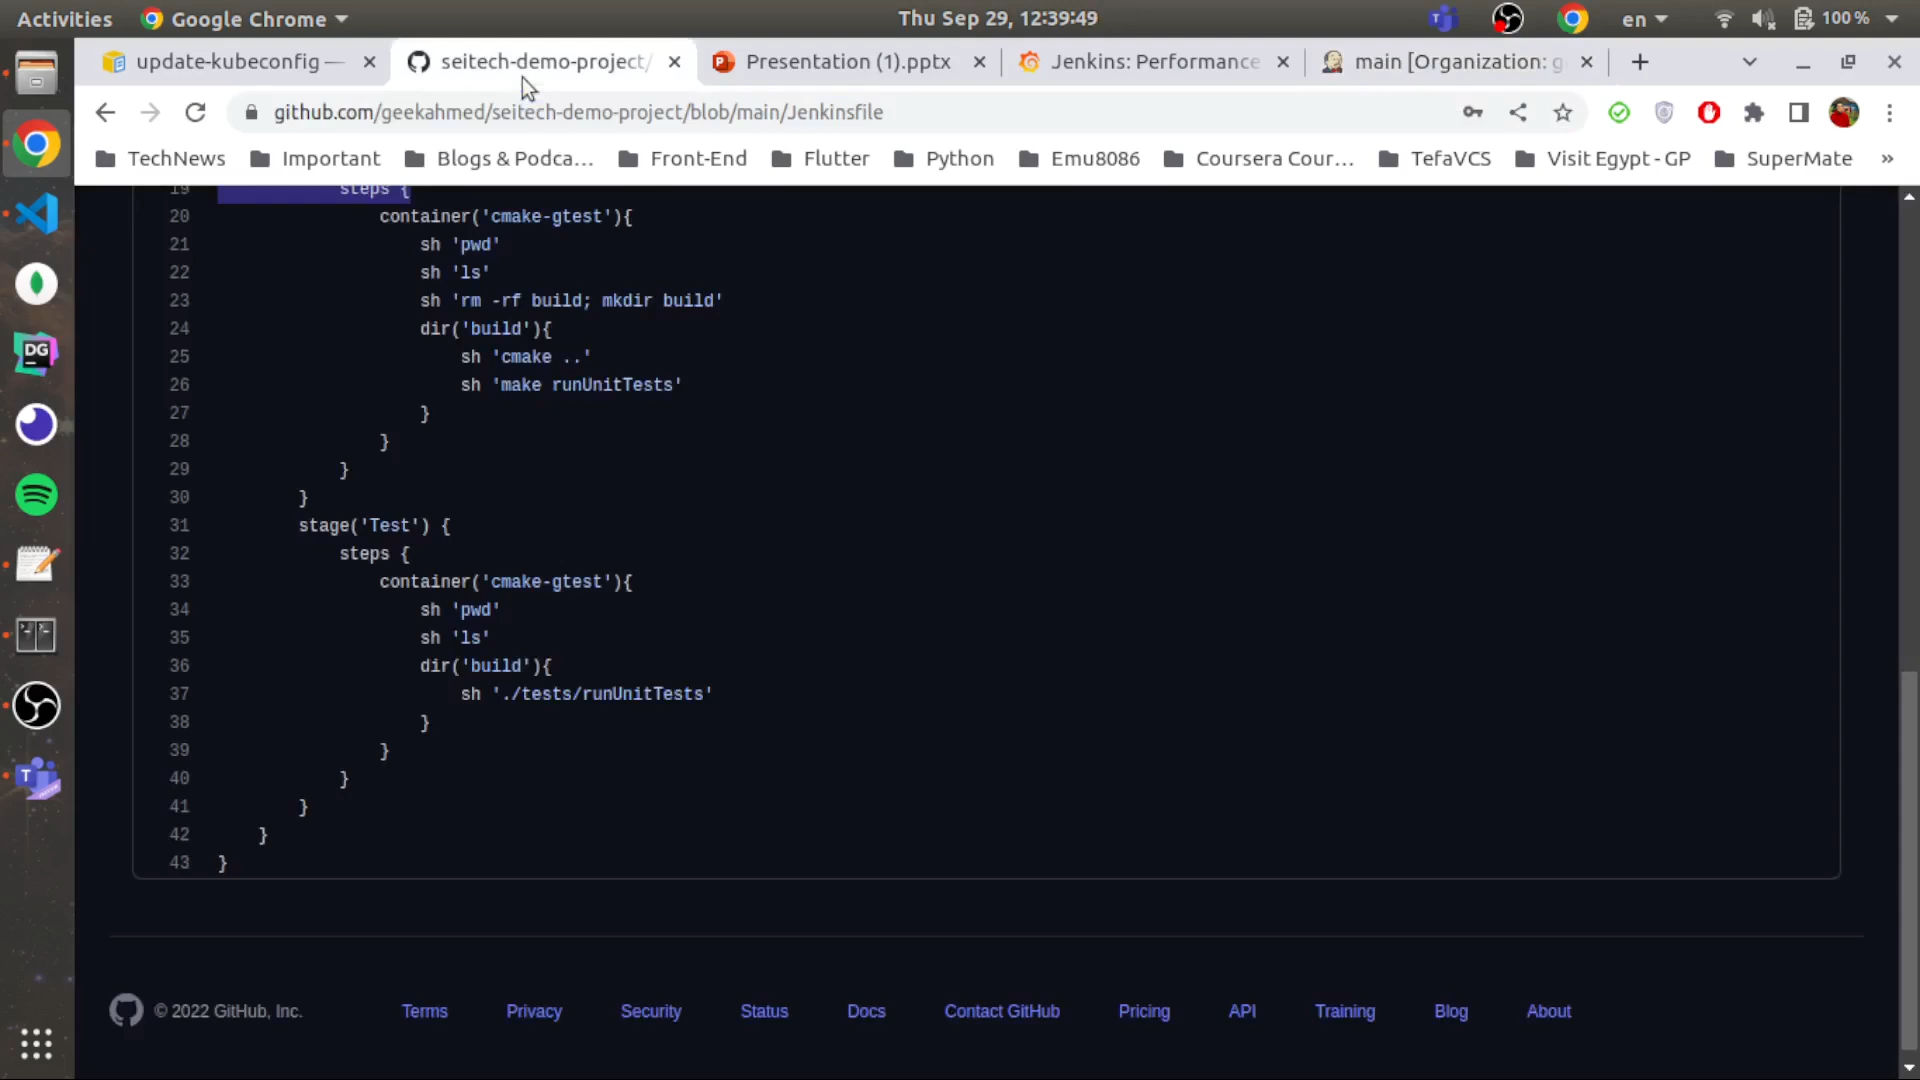 Activities Google Chrome Thu Sep 29, 12:39:49 en 100 %
update-kubeconfig — seitech-demo-project/ Presentation (1).pptx Jenkins: Performance main [Organization: g
github.com/geekahmed/seitech-demo-project/blob/main/Jenkinsfile
TechNews Important Blogs & Podca... Front-End Flutter Python Emu8086 Coursera Cour... TefaVCS Visit Egypt - GP SuperMate »
19 steps {
20 container('cmake-gtest'){
21 sh 'pwd'
22 sh 'ls'
23 sh 'rm -rf build; mkdir build'
24 dir('build'){
25 sh 'cmake ..'
26 sh 'make runUnitTests'
27 }
28 }
29 }
30 }
31 stage('Test') {
32 steps {
33 container('cmake-gtest'){
34 sh 'pwd'
35 sh 'ls'
36 dir('build'){
37 sh './tests/runUnitTests'
38 }
39 }
40 }
41 }
42 }
43 }
© 2022 GitHub, Inc. Terms Privacy Security Status Docs Contact GitHub Pricing API Training Blog About